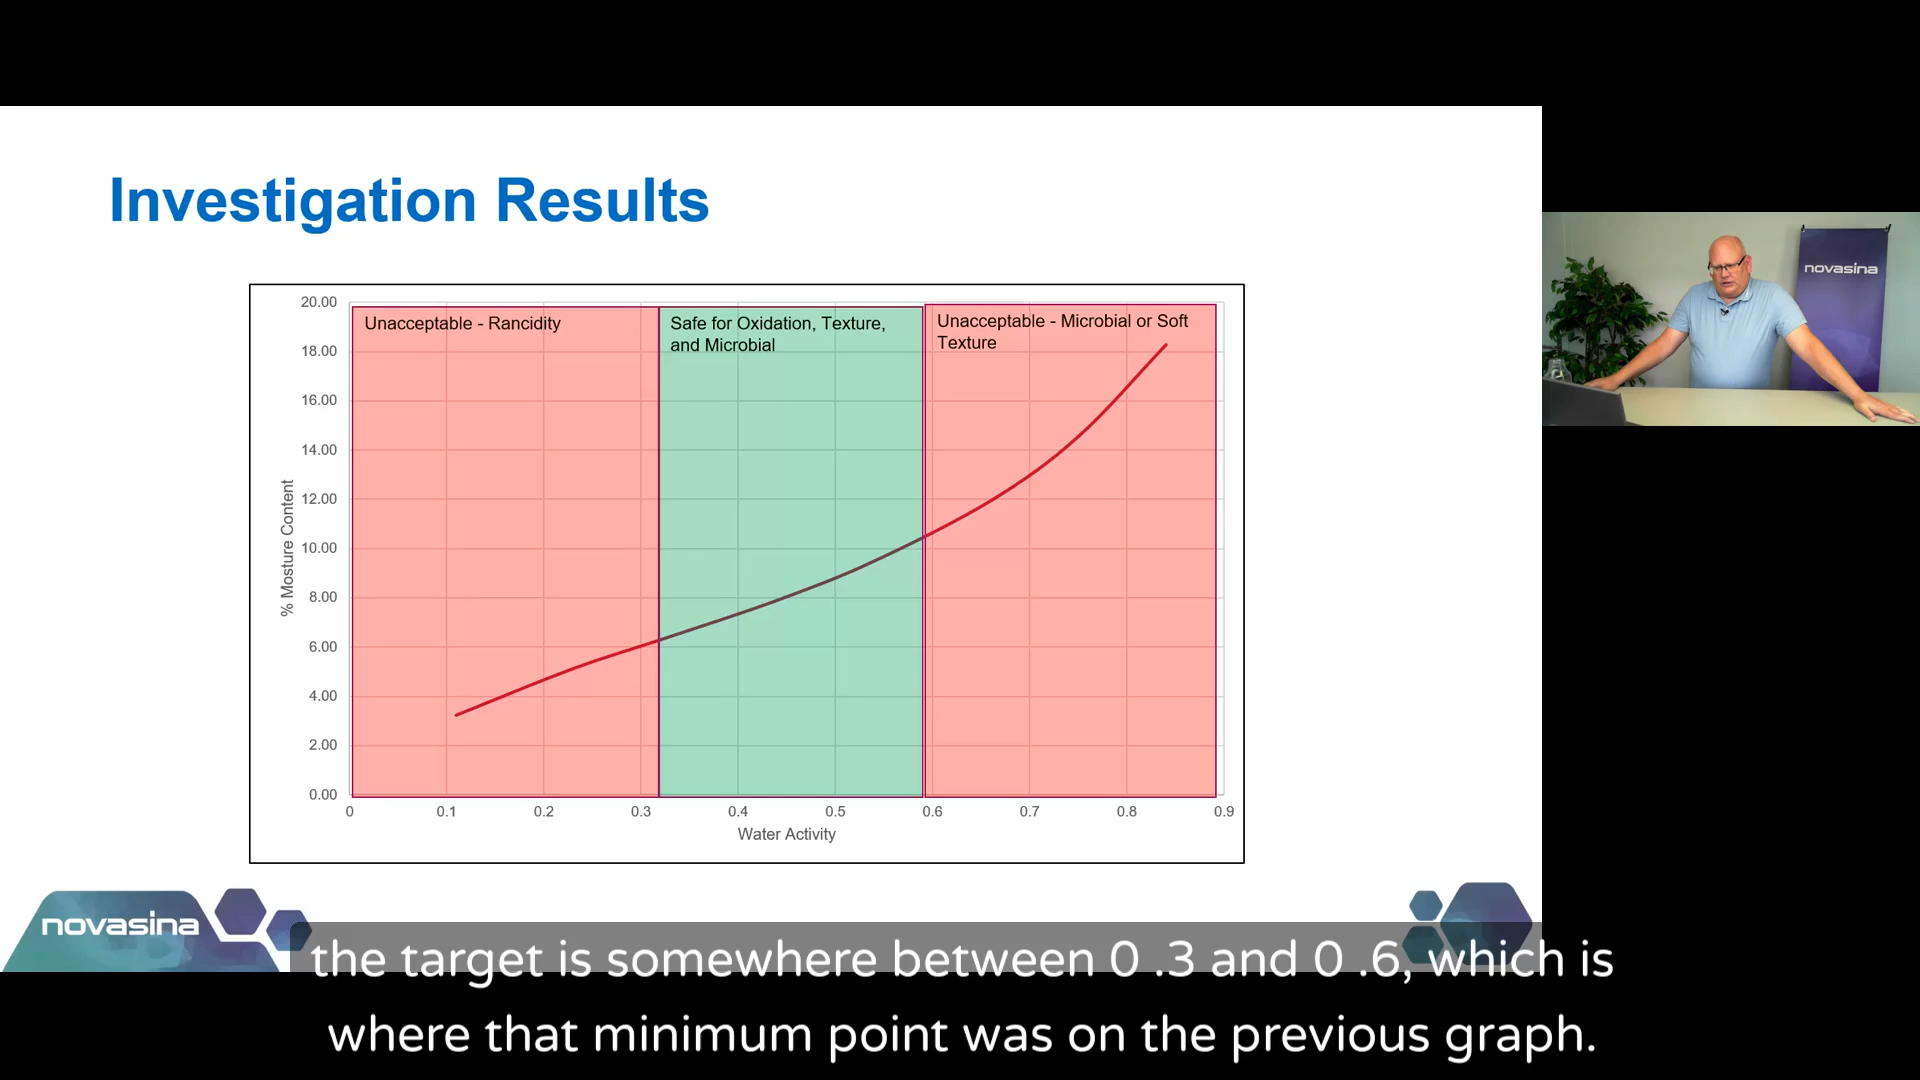 Investigation Results
20.00
18.00
16.00
14.00
12.00
10.00
8.00
6.00
4.00
2.00
0.00
% Mosture Content
Unacceptable - Rancidity
Safe for Oxidation, Texture,
and Microbial
Unacceptable - Microbial or Soft
Texture
0 0.1 0.2 0.3 0.4 0.5 0.6 0.7 0.8 0.9
Water Activity
novasina
novasina
the target is somewhere between 0 .3 and 0 .6, which is
where that minimum point was on the previous graph.